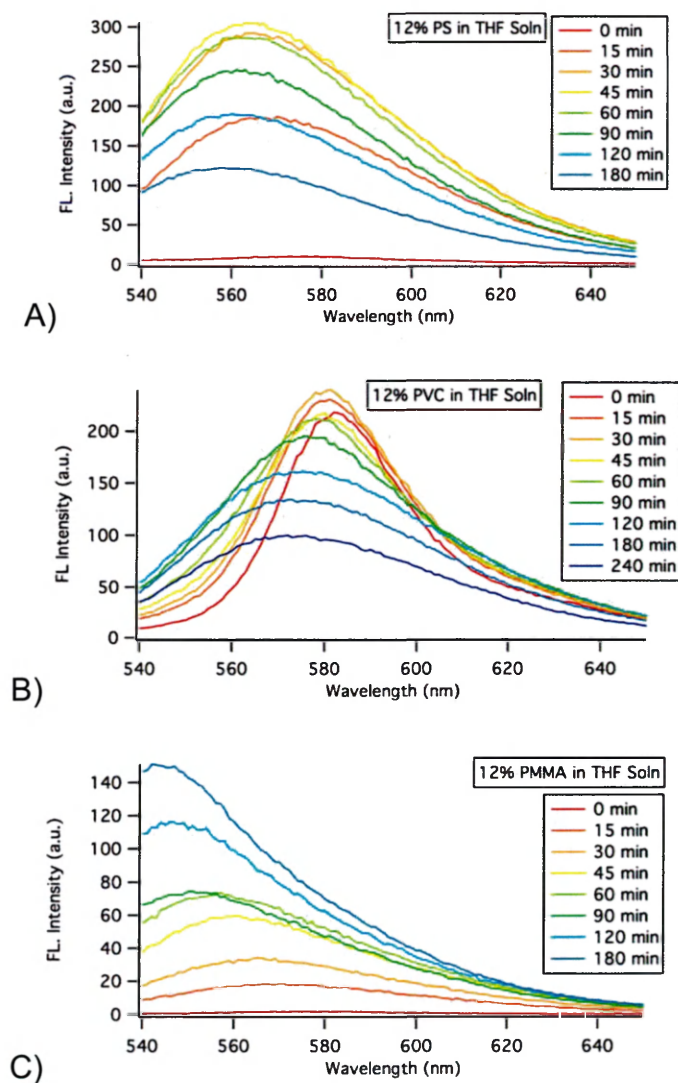 12% PS in THF Soln
0 min
15 min
30 min
45 min
60 min
90 min
120 min
180 min
FL. Intensity (a.u.)
300
250
200
150
100
50
0
540 560 580 600 620 640
Wavelength (nm)
A)
12% PVC in THF Soln
0 min
15 min
30 min
45 min
60 min
90 min
120 min
180 min
240 min
FL Intensity (a.u.)
200
150
100
50
0
540 560 580 600 620 640
Wavelength (nm)
B)
12% PMMA in THF Soln
0 min
15 min
30 min
45 min
60 min
90 min
120 min
180 min
FL. Intensity (a.u.)
140
120
100
80
60
40
20
0
540 560 580 600 620 640
Wavelength (nm)
C)